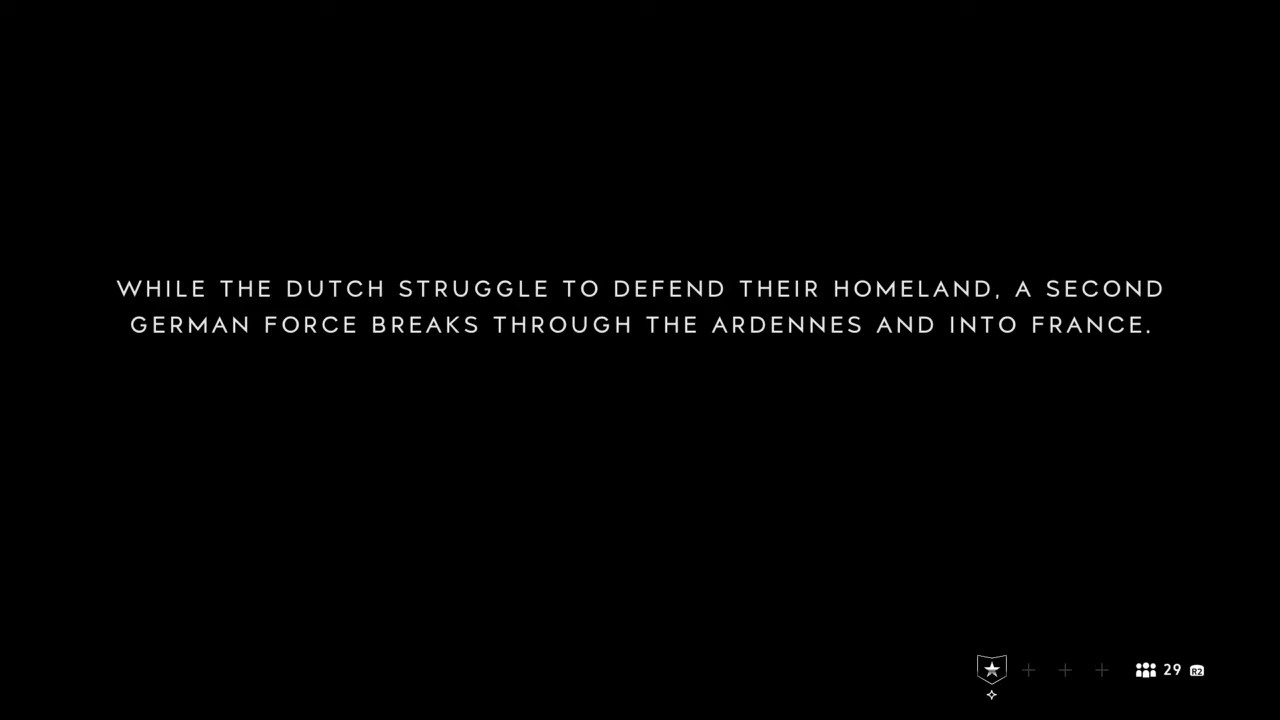 WHILE THE DUTCH STRUGGLE TO DEFEND THEIR HOMELAND, A SECOND
GERMAN FORCE BREAKS THROUGH THE ARDENNES AND INTO FRANCE.
29 R2